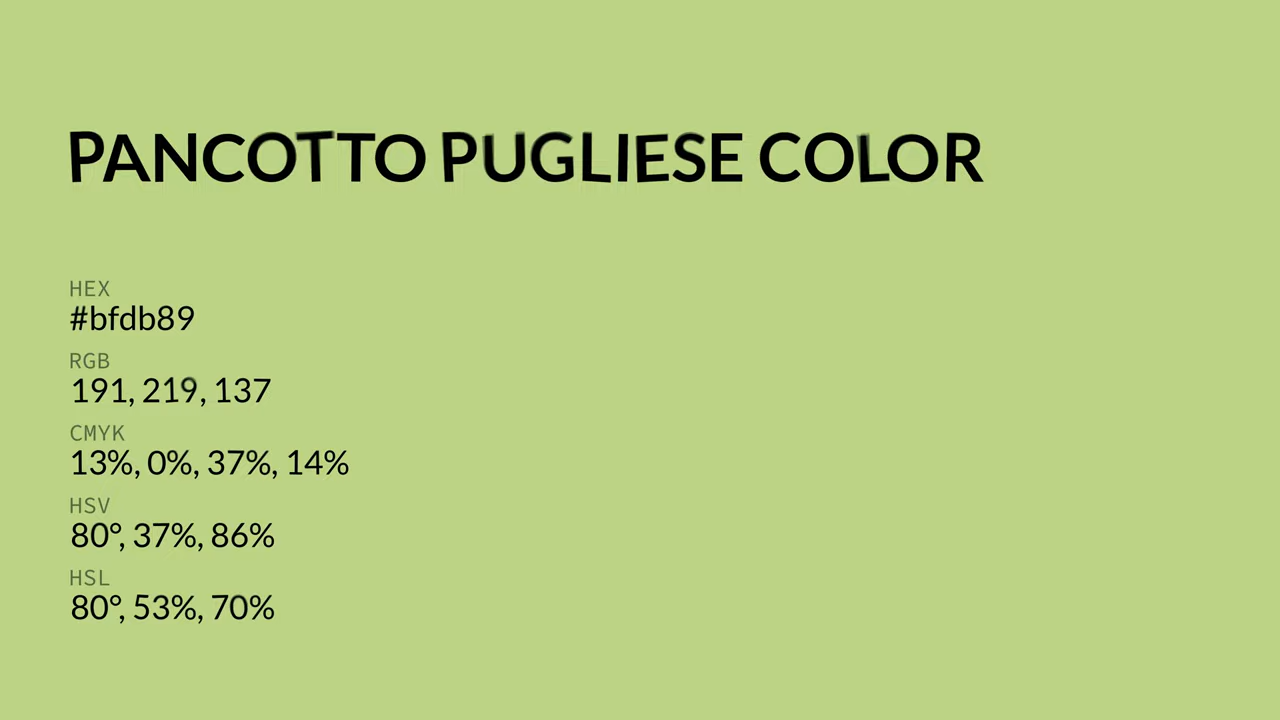 PANCOTTO PUGLIESE COLOR
HEX
#bfdb89
RGB
191, 219, 137
CMYK
13%, 0%, 37%, 14%
HSV
80°, 37%, 86%
HSL
80°, 53%, 70%